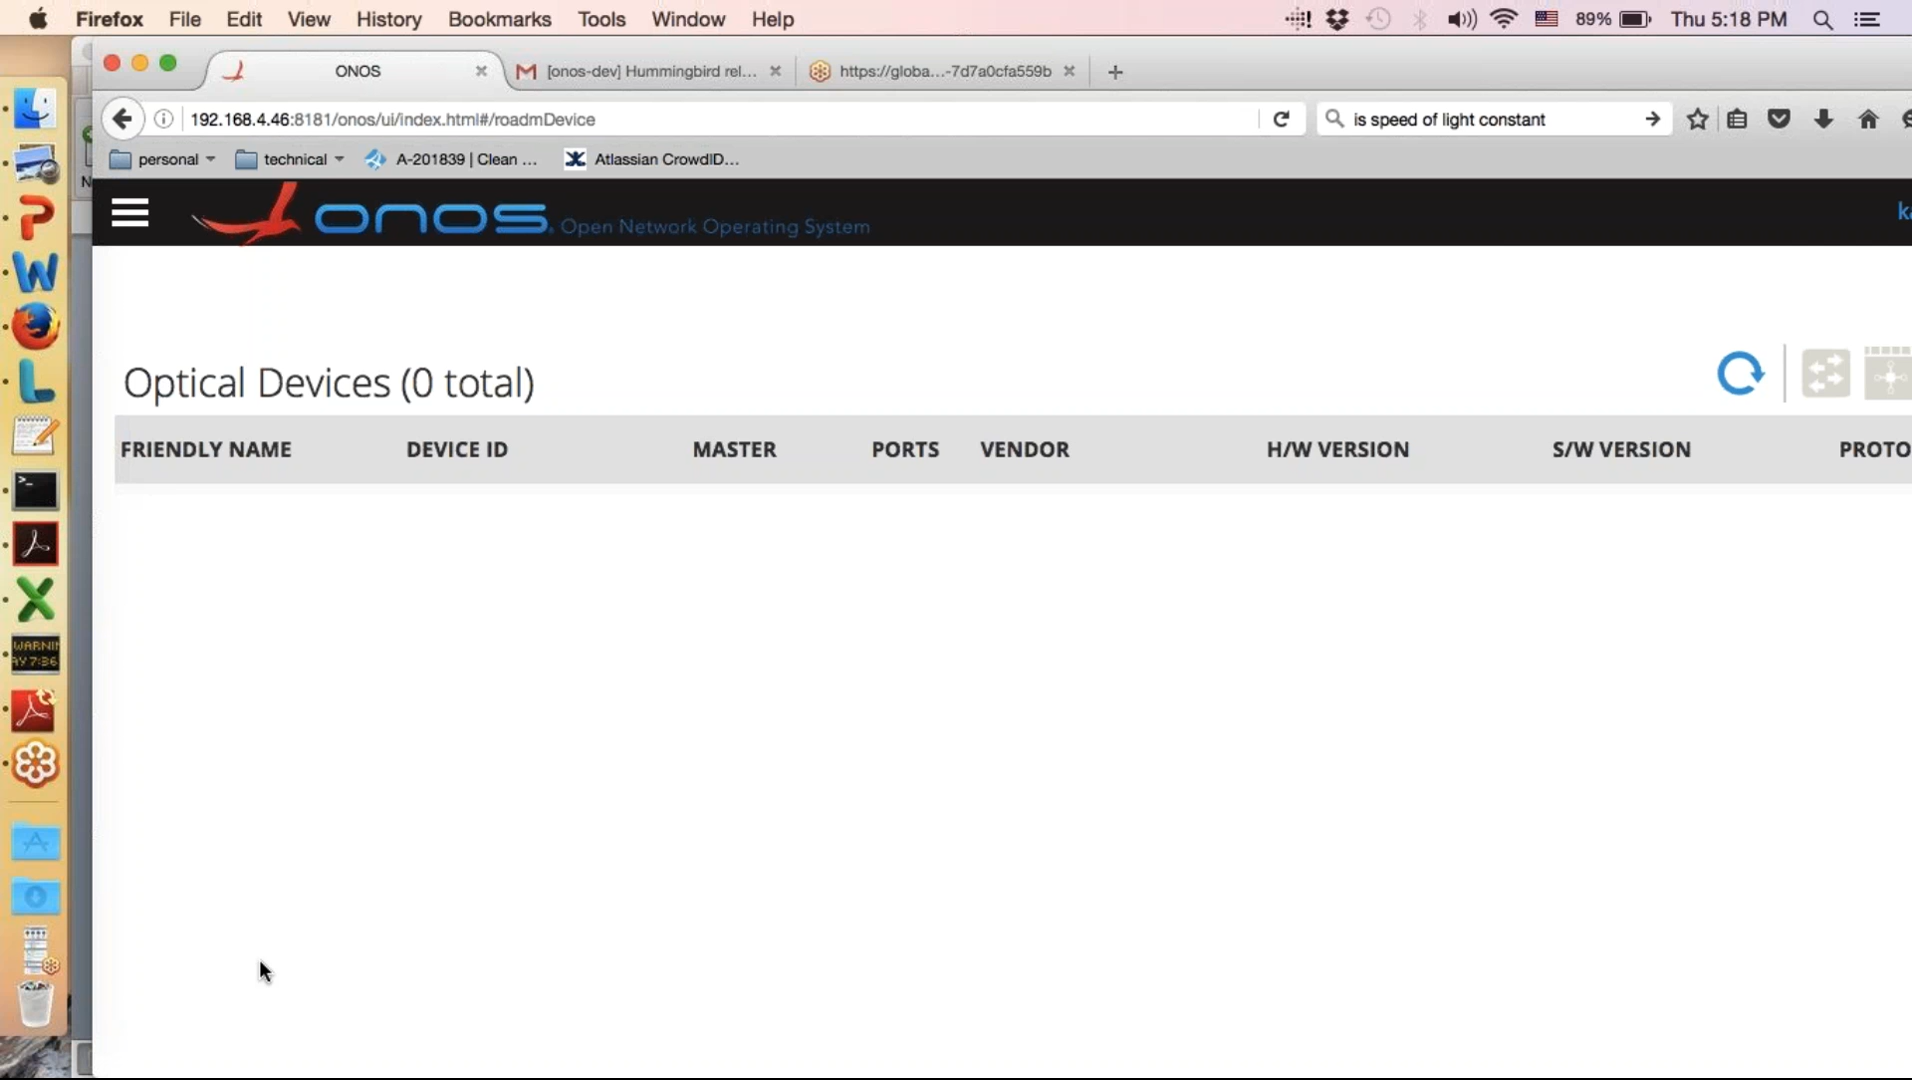 Firefox File Edit View History Bookmarks Tools Window Help 89% Thu 5:18 PM
ONOS [onos-dev] Hummingbird rel... https://globa...-7d7a0cfa559b
192.168.4.46:8181/onos/ui/index.html#/roadmDevice is speed of light constant
personal technical A-201839 | Clean ... Atlassian CrowdID...
onos Open Network Operating System
Optical Devices (0 total)
FRIENDLY NAME DEVICE ID MASTER PORTS VENDOR H/W VERSION S/W VERSION PROTO